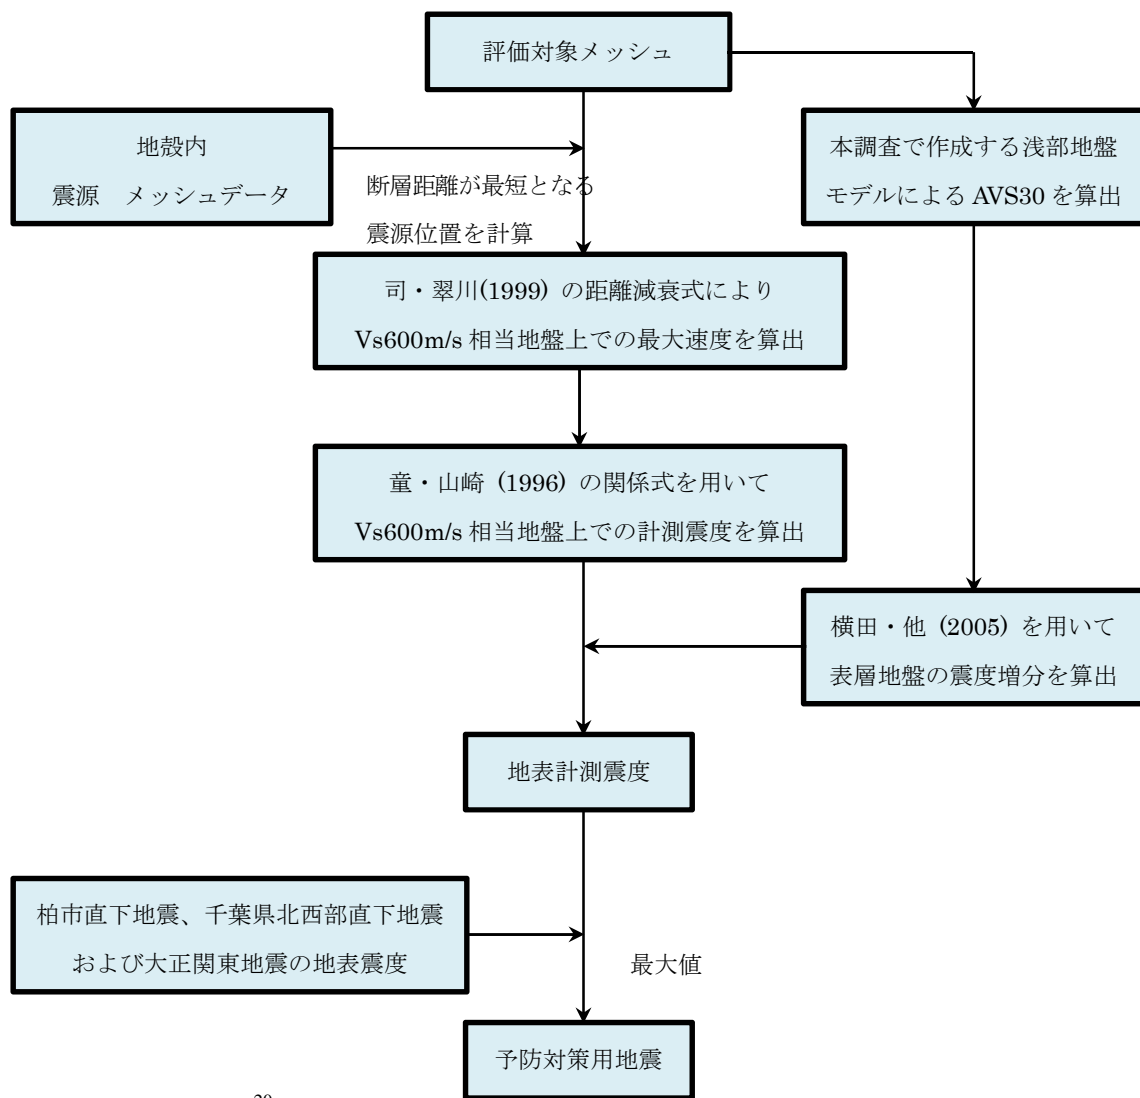 評価対象メッシュ
地殻内
震源　メッシュデータ
本調査で作成する浅部地盤
モデルによる AVS30 を算出
断層距離が最短となる
震源位置を計算
司・翠川(1999) の距離減衰式により
Vs600m/s 相当地盤上での最大速度を算出
童・山崎 (1996) の関係式を用いて
Vs600m/s 相当地盤上での計測震度を算出
横田・他 (2005) を用いて
表層地盤の震度増分を算出
地表計測震度
柏市直下地震、千葉県北西部直下地震
および大正関東地震の地表震度
最大値
予防対策用地震